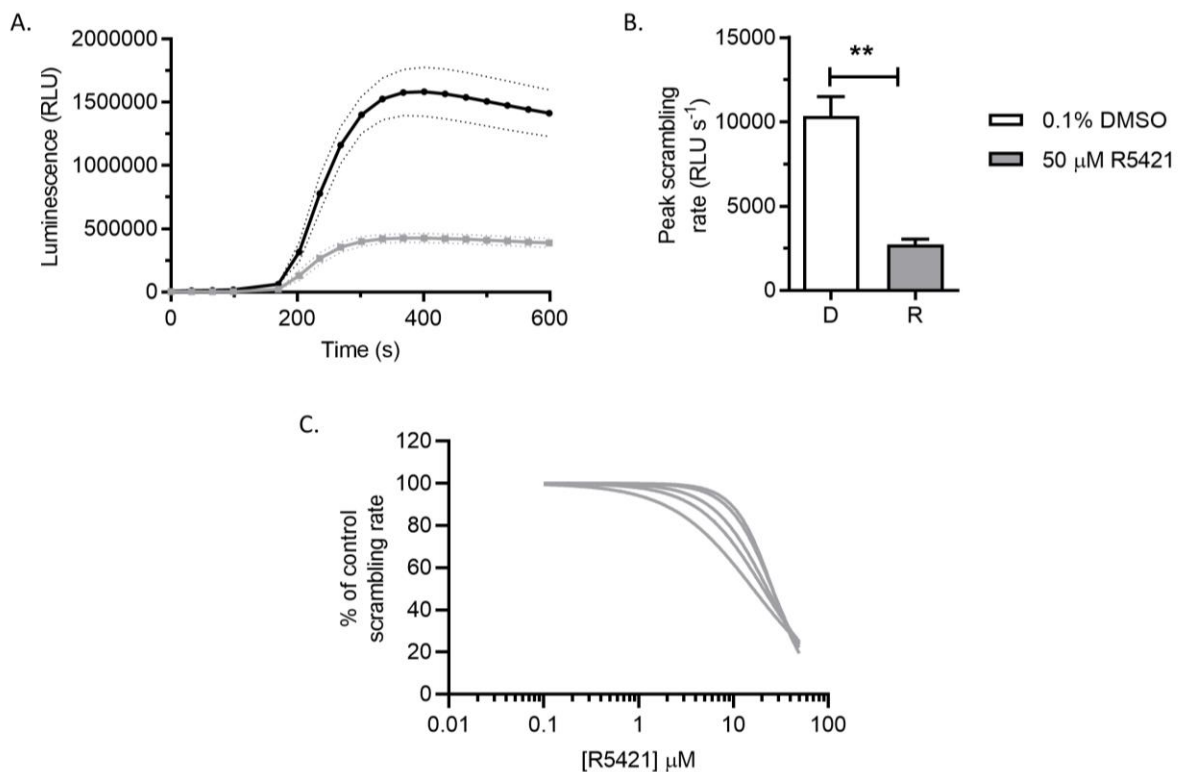 A.
2000000
1500000
1000000
500000
0
Luminescence (RLU)
0 200 400 600
Time (s)
B.
15000
10000
5000
0
Peak scrambling
rate (RLU s-1)
**
D R
0.1% DMSO
50 μM R5421
C.
120
100
80
60
40
20
0
% of control
scrambling rate
0.01 0.1 1 10 100
[R5421] μM